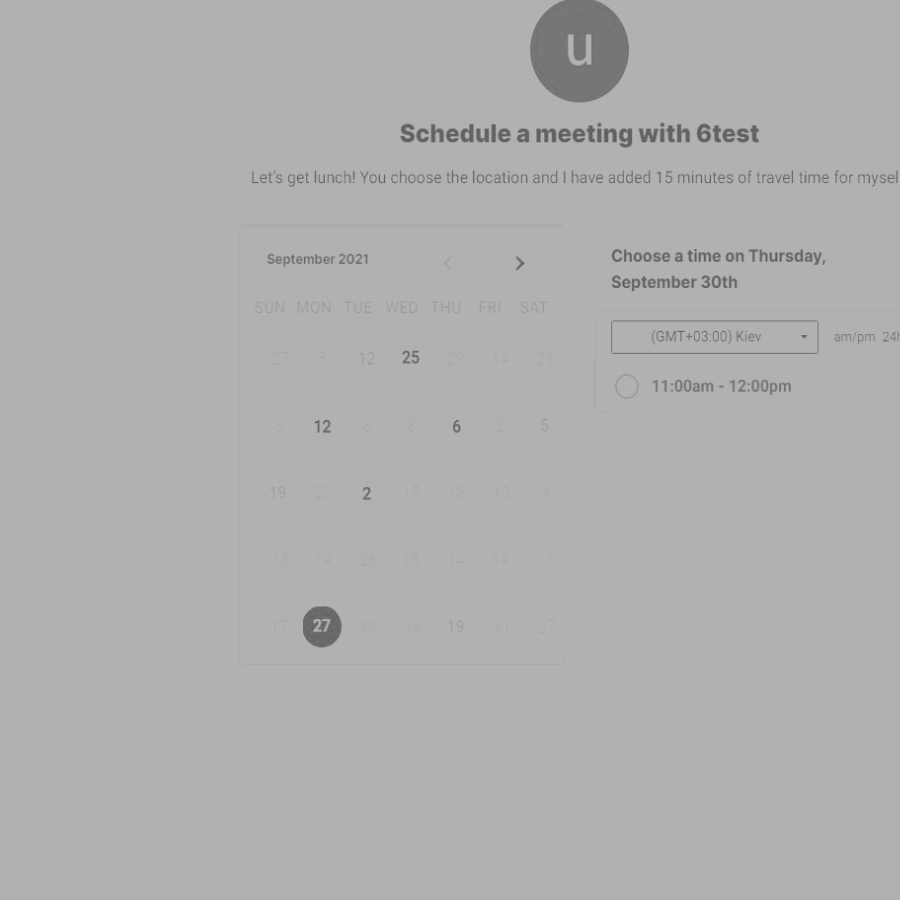 u
Schedule a meeting with 6test
Let's get lunch! You choose the location and I have added 15 minutes of travel time for mysel
September 2021
SUN MON TUE WED THU FRI SAT
27 8 12 25 29 14 21
3 12 8 8 6 2 5
19 23 2 15 18 10
13 14 26 15 14 14 11
17 27 10 18 19 31 27
Choose a time on Thursday,
September 30th
(GMT+03:00) Kiev am/pm 24h
11:00am - 12:00pm